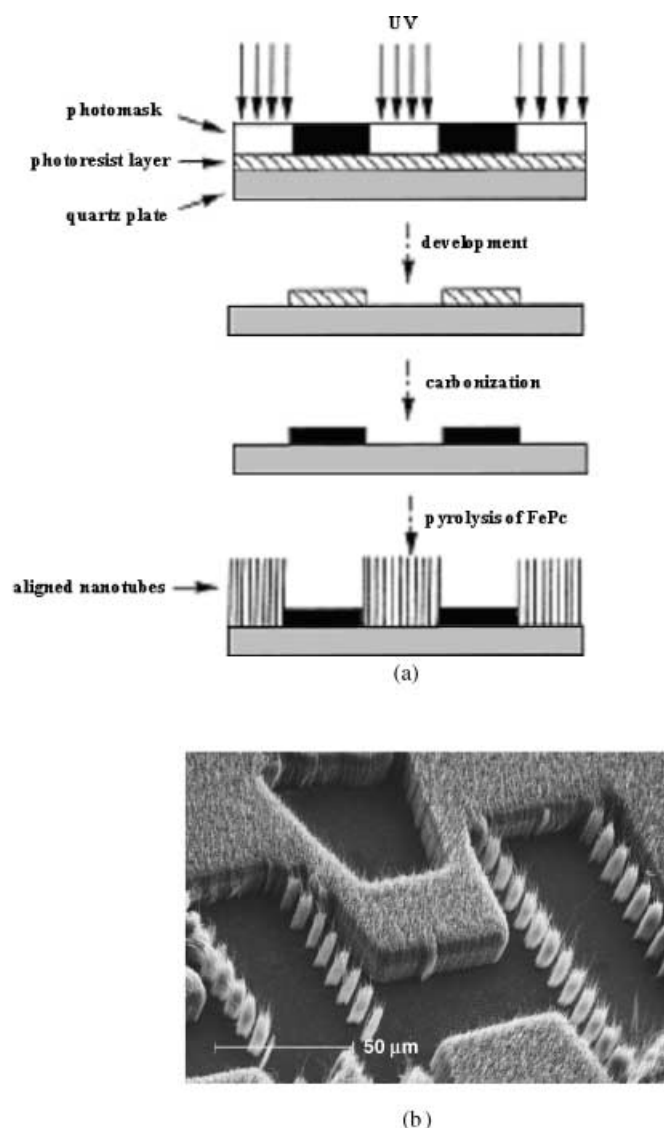 UV
photomask
photoresist layer
quartz plate
development
carbonization
pyrolysis of FePc
aligned nanotubes
(a)
50 μm
(b)